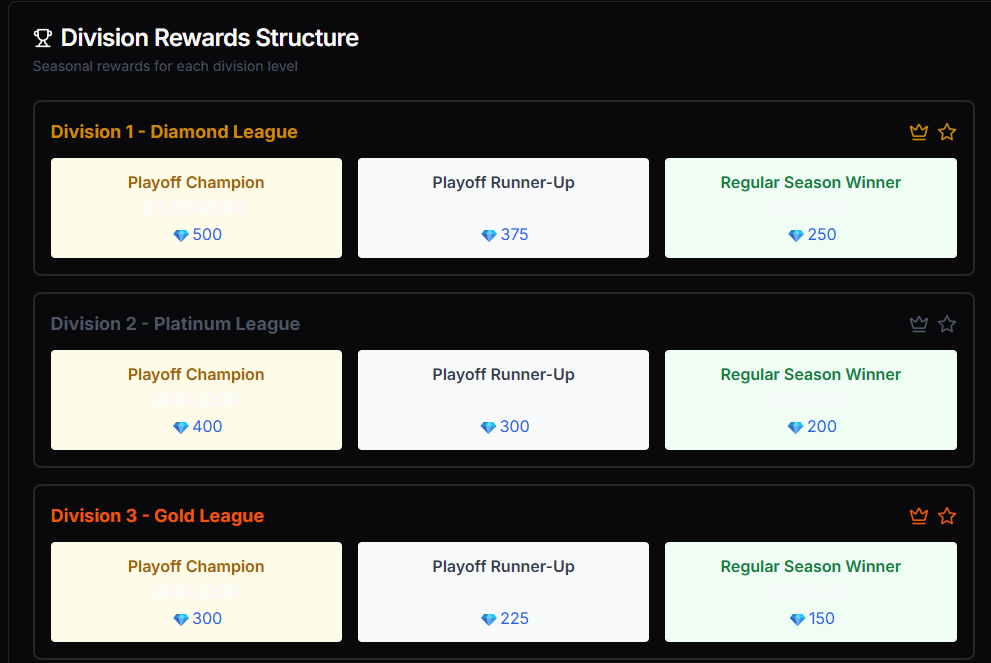 Division Rewards Structure
Seasonal rewards for each division level
Division 1 - Diamond League
Playoff Champion
500
Playoff Runner-Up
375
Regular Season Winner
250
Division 2 - Platinum League
Playoff Champion
400
Playoff Runner-Up
300
Regular Season Winner
200
Division 3 - Gold League
Playoff Champion
300
Playoff Runner-Up
225
Regular Season Winner
150